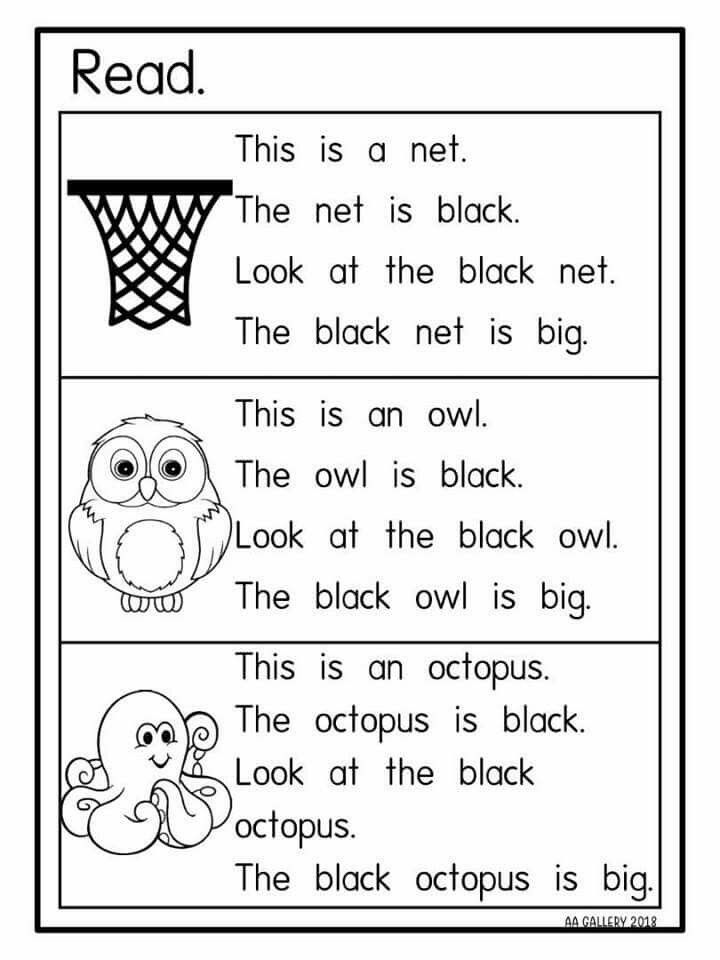 Read.
This is a net.
The net is black.
Look at the black net.
The black net is big.
This is an owl.
The owl is black.
Look at the black owl.
The black owl is big.
This is an octopus.
The octopus is black.
Look at the black
octopus.
The black octopus is big.
AA GALLERY 2018